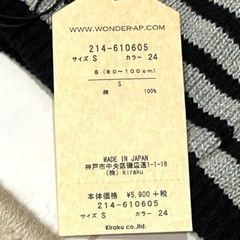 WWW.WONDER-AP.COM
214-610605
サイズ S カラー 24
S (80~100cm)
S
綿 100%
MADE IN JAPAN
神戸市中央区磯辺通1-1-18
(株) kiraku
本体価格 ¥5,900 +税
214-610605
サイズ S カラー 24
Kiraku co.,ltd.